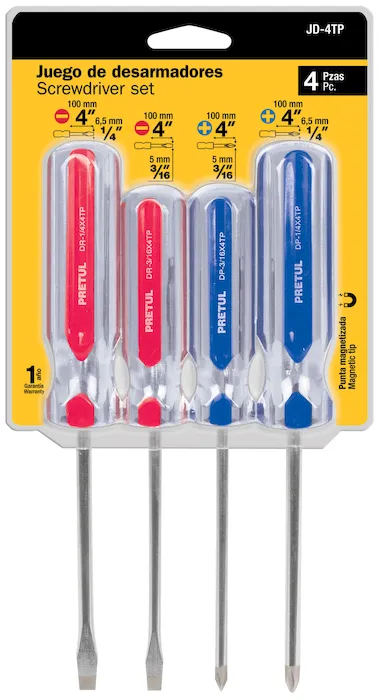 JD-4TP
Juego de desarmadores
Screwdriver set
4 Pzas
Pc.
100 mm
4"
6,5 mm
1/4"
100 mm
4"
5 mm
3/16"
100 mm
4"
5 mm
3/16"
100 mm
4"
6,5 mm
1/4"
DR-1/4X4TP
PRETUL
DR-3/16X4TP
PRETUL
DP-3/16X4TP
PRETUL
DP-1/4X4TP
PRETUL
1 año
Garantía
Warranty
Punta magnetizada
Magnetic tip